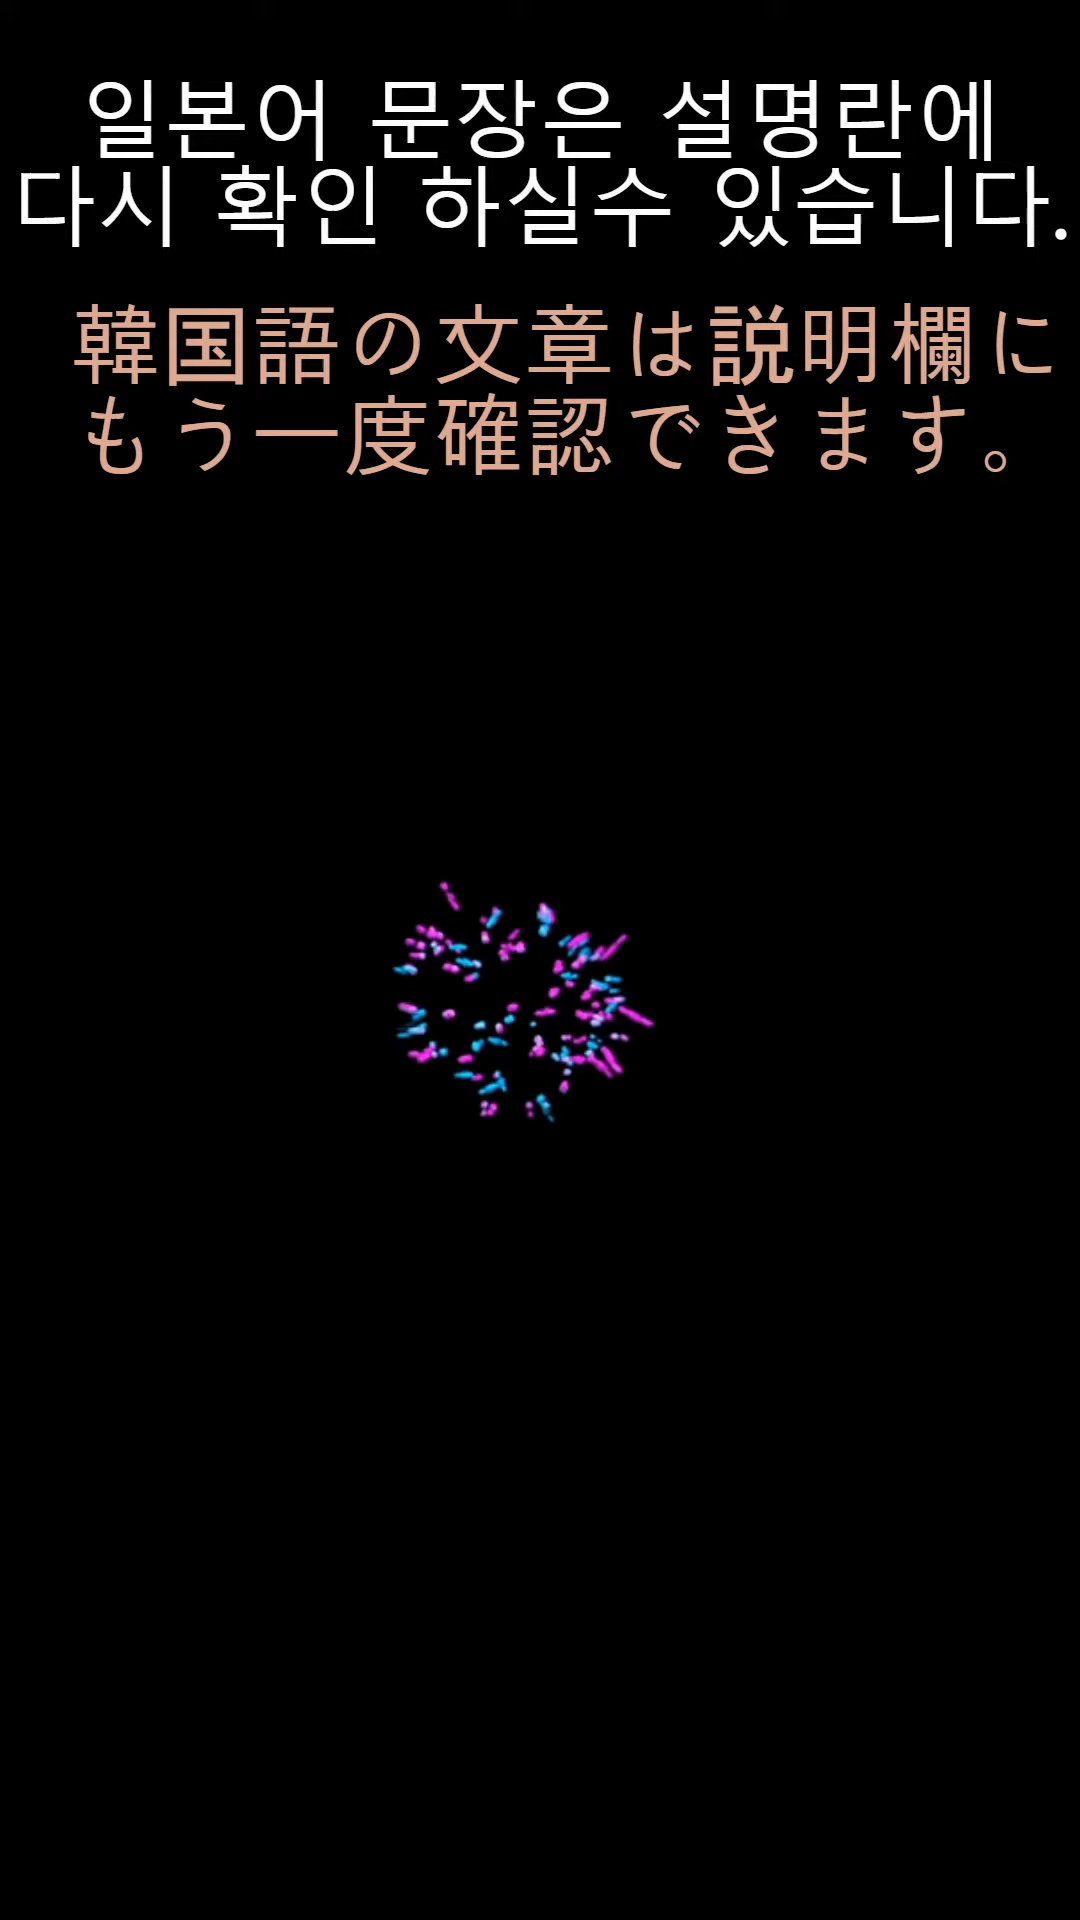 일본어 문장은 설명란에
다시 확인 하실수 있습니다.
韓国語の文章は説明欄に
もう一度確認できます。